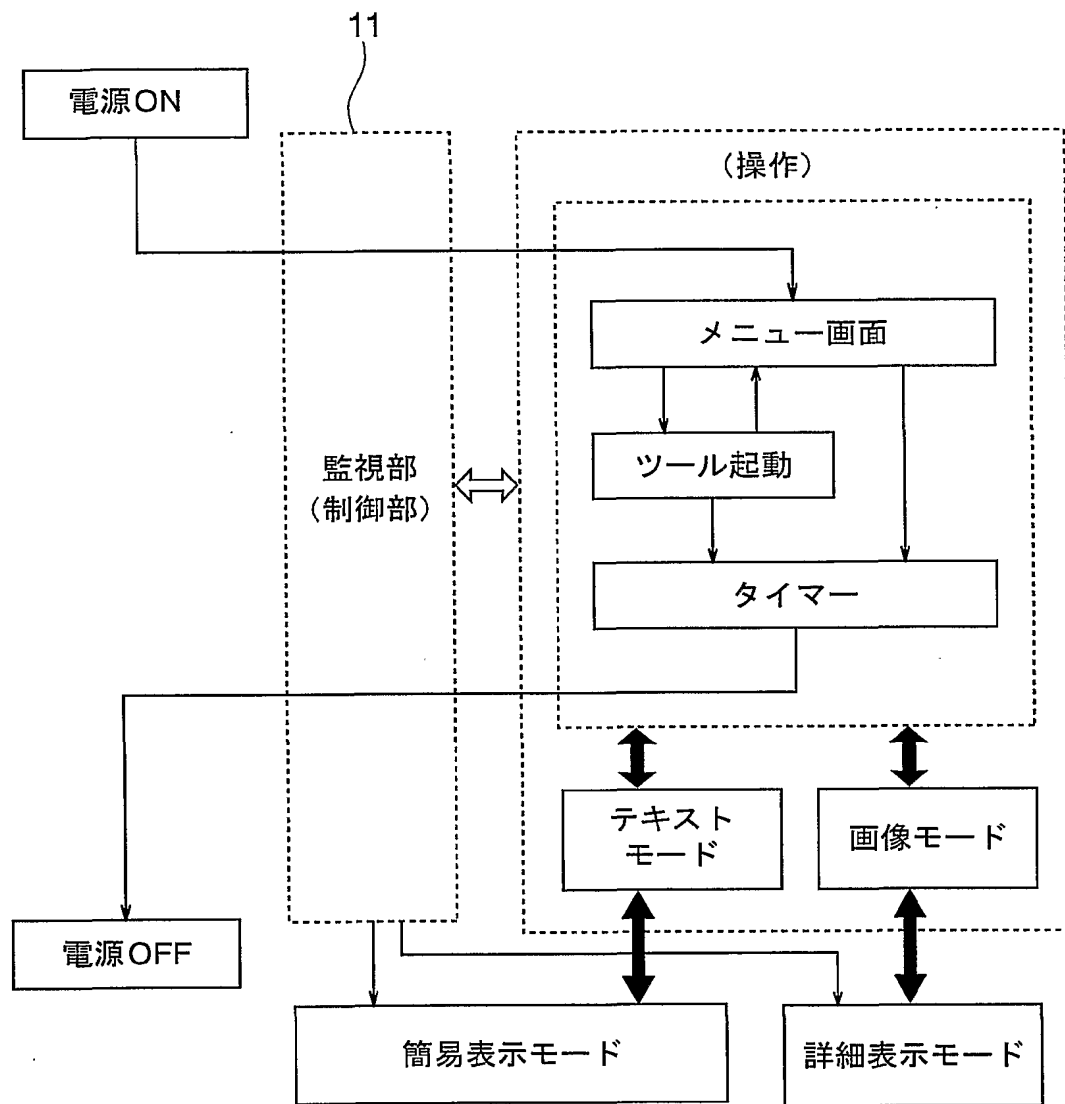 11
電源ON
(操作)
メニュー画面
ツール起動
監視部
(制御部)
タイマー
テキスト
モード
画像モード
電源OFF
簡易表示モード
詳細表示モード